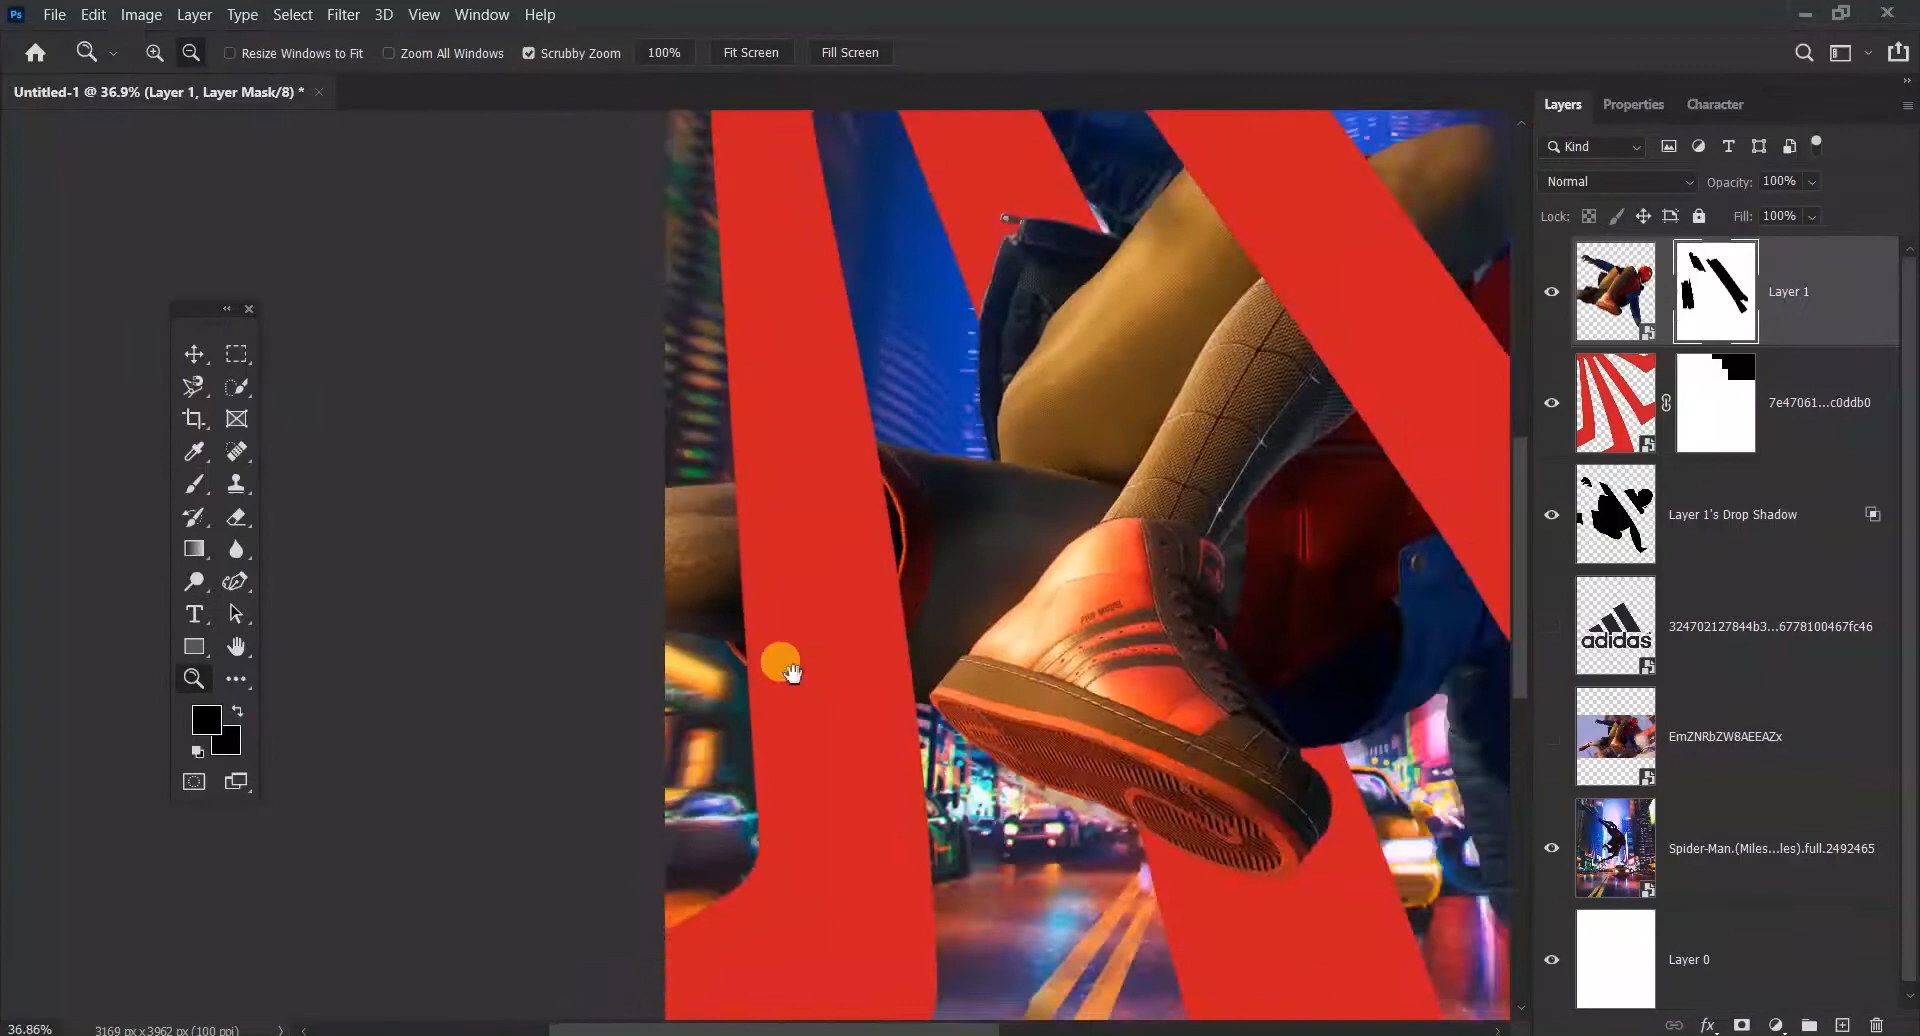 Ps File Edit Image Layer Type Select Filter 3D View Window Help
Resize Windows to Fit Zoom All Windows Scrubby Zoom 100% Fit Screen Fill Screen
Untitled-1 @ 36.9% (Layer 1, Layer Mask/8) *
Layers Properties Character
Kind
Normal Opacity: 100%
Lock: Fill: 100%
Layer 1
7e47061...c0ddb0
Layer 1's Drop Shadow
adidas
324702127844b3...6778100467fc46
EmZNRbZW8AEEAZx
Spider-Man.(Miles...les).full.2492465
Layer 0
PRO MODEL
36.86% 3169 px x 3962 px (100 ppi)
fx